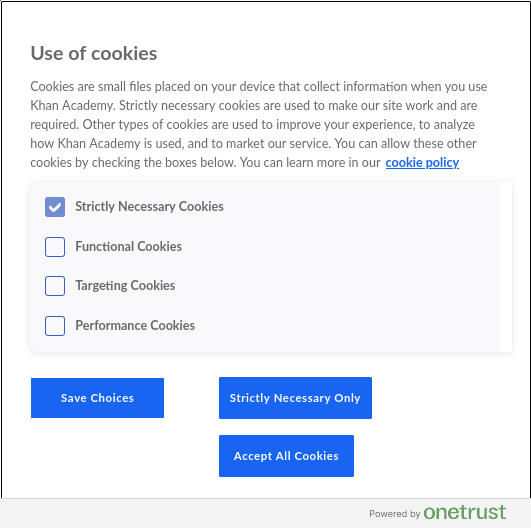 Use of cookies
Cookies are small files placed on your device that collect information when you use
Khan Academy. Strictly necessary cookies are used to make our site work and are
required. Other types of cookies are used to improve your experience, to analyze
how Khan Academy is used, and to market our service. You can allow these other
cookies by checking the boxes below. You can learn more in our cookie policy
Strictly Necessary Cookies
Functional Cookies
Targeting Cookies
Performance Cookies
Save Choices
Strictly Necessary Only
Accept All Cookies
Powered by onetrust